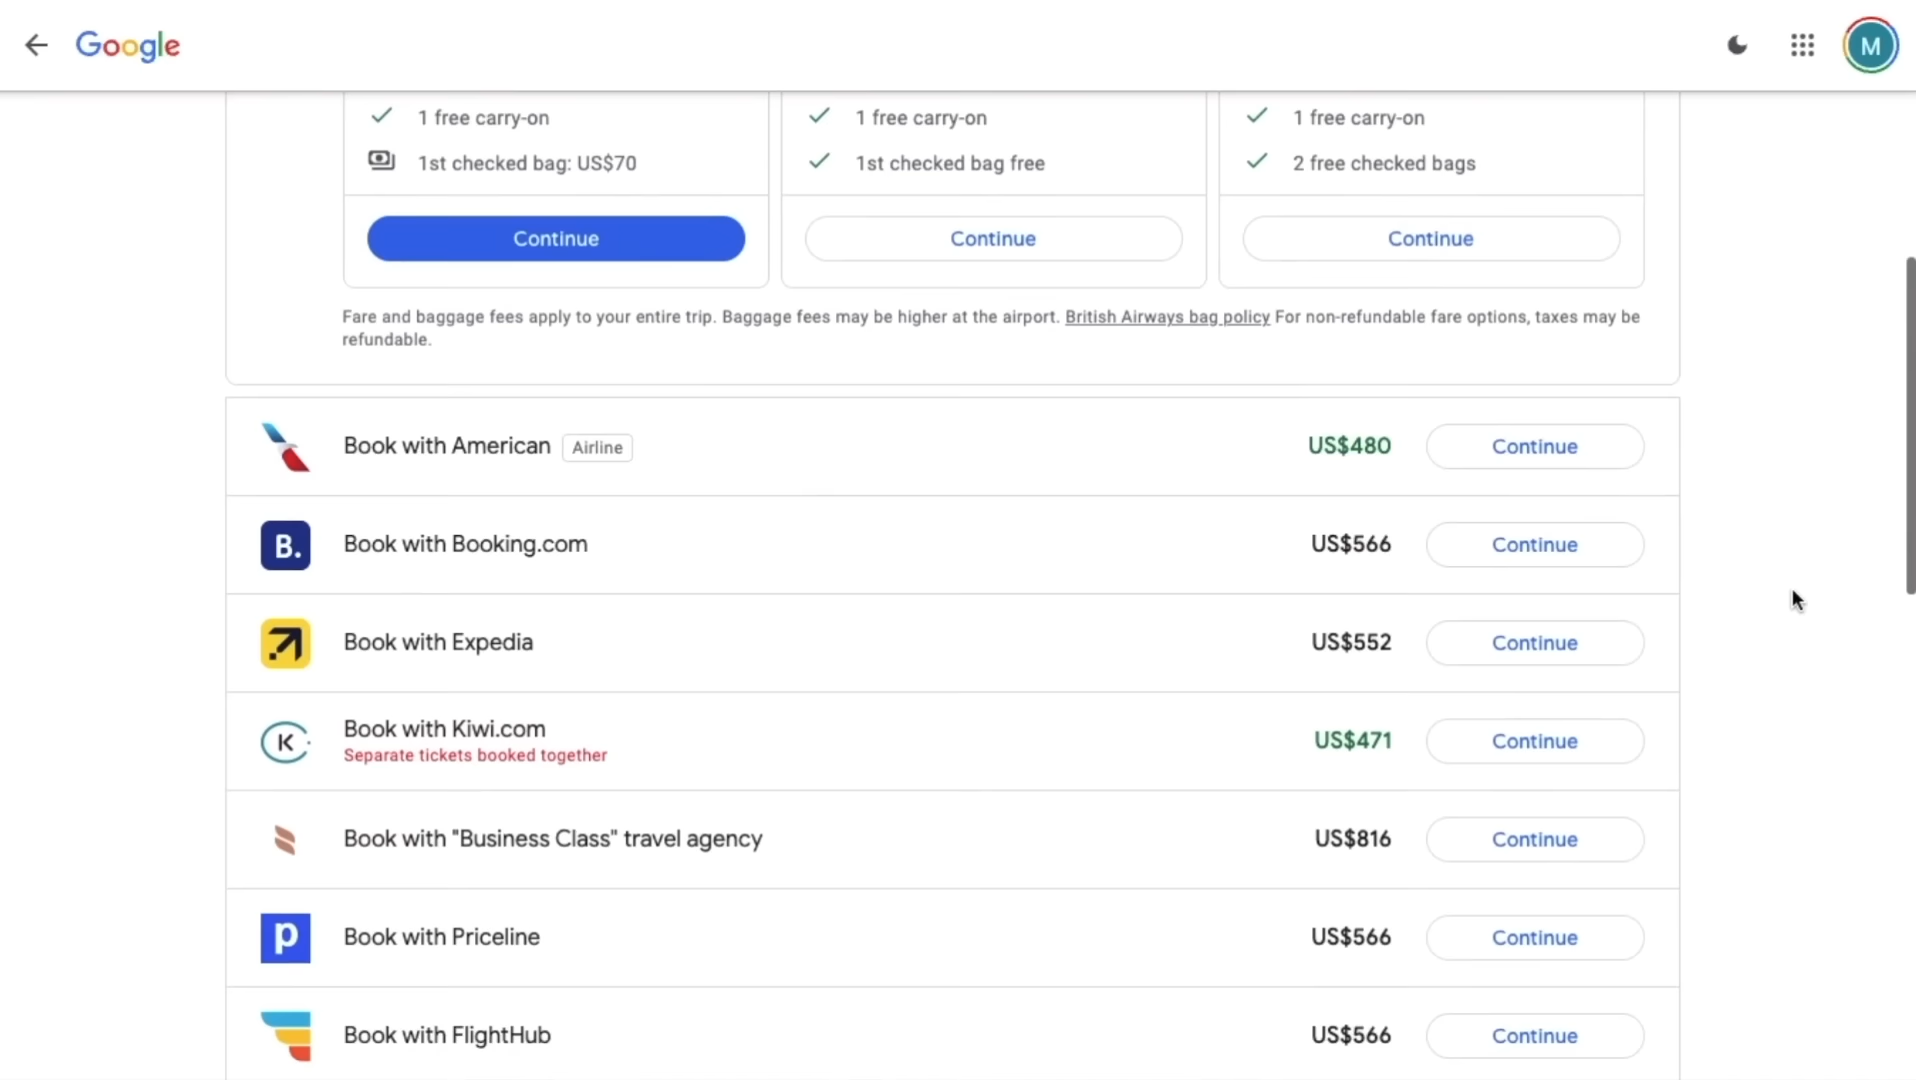 Google
M
1 free carry-on
1 free carry-on
1 free carry-on
1st checked bag: US$70
1st checked bag free
2 free checked bags
Continue
Continue
Continue
Fare and baggage fees apply to your entire trip. Baggage fees may be higher at the airport. British Airways bag policy For non-refundable fare options, taxes may be
refundable.
Book with American Airline US$480 Continue
B. Book with Booking.com US$566 Continue
Book with Expedia US$552 Continue
K Book with Kiwi.com US$471 Continue
Separate tickets booked together
Book with "Business Class" travel agency US$816 Continue
p Book with Priceline US$566 Continue
Book with FlightHub US$566 Continue